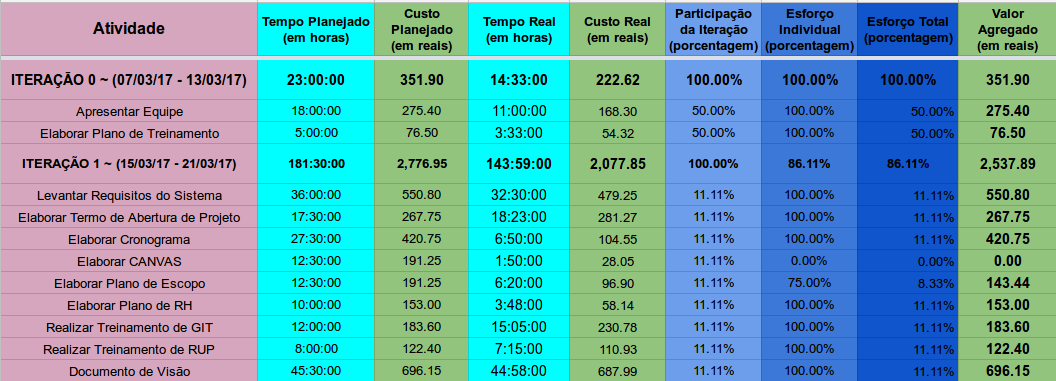 Atividade Tempo Planejado (em horas) Custo Planejado (em reais) Tempo Real (em horas) Custo Real (em reais) Participação da Iteração (porcentagem) Esforço Individual (porcentagem) Esforço Total (porcentagem) Valor Agregado (em reais)
ITERAÇÃO 0 ~ (07/03/17 - 13/03/17) 23:00:00 351.90 14:33:00 222.62 100.00% 100.00% 100.00% 351.90
Apresentar Equipe 18:00:00 275.40 11:00:00 168.30 50.00% 100.00% 50.00% 275.40
Elaborar Plano de Treinamento 5:00:00 76.50 3:33:00 54.32 50.00% 100.00% 50.00% 76.50
ITERAÇÃO 1 ~ (15/03/17 - 21/03/17) 181:30:00 2,776.95 143:59:00 2,077.85 100.00% 86.11% 86.11% 2,537.89
Levantar Requisitos do Sistema 36:00:00 550.80 32:30:00 479.25 11.11% 100.00% 11.11% 550.80
Elaborar Termo de Abertura de Projeto 17:30:00 267.75 18:23:00 281.27 11.11% 100.00% 11.11% 267.75
Elaborar Cronograma 27:30:00 420.75 6:50:00 104.55 11.11% 100.00% 11.11% 420.75
Elaborar CANVAS 12:30:00 191.25 1:50:00 28.05 11.11% 0.00% 0.00% 0.00
Elaborar Plano de Escopo 12:30:00 191.25 6:20:00 96.90 11.11% 75.00% 8.33% 143.44
Elaborar Plano de RH 10:00:00 153.00 3:48:00 58.14 11.11% 100.00% 11.11% 153.00
Realizar Treinamento de GIT 12:00:00 183.60 15:05:00 230.78 11.11% 100.00% 11.11% 183.60
Realizar Treinamento de RUP 8:00:00 122.40 7:15:00 110.93 11.11% 100.00% 11.11% 122.40
Documento de Visão 45:30:00 696.15 44:58:00 687.99 11.11% 100.00% 11.11% 696.15